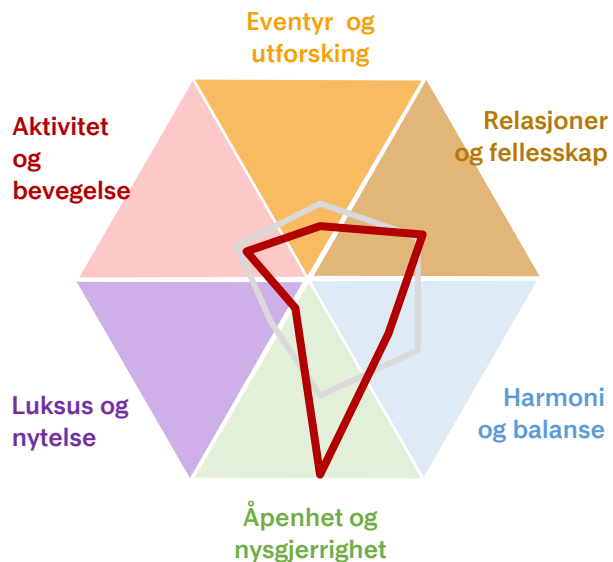 Eventyr og
utforsking
Relasjoner
og fellesskap
Harmoni
og balanse
Åpenhet og
nysgjerrighet
Luksus og
nytelse
Aktivitet
og
bevegelse